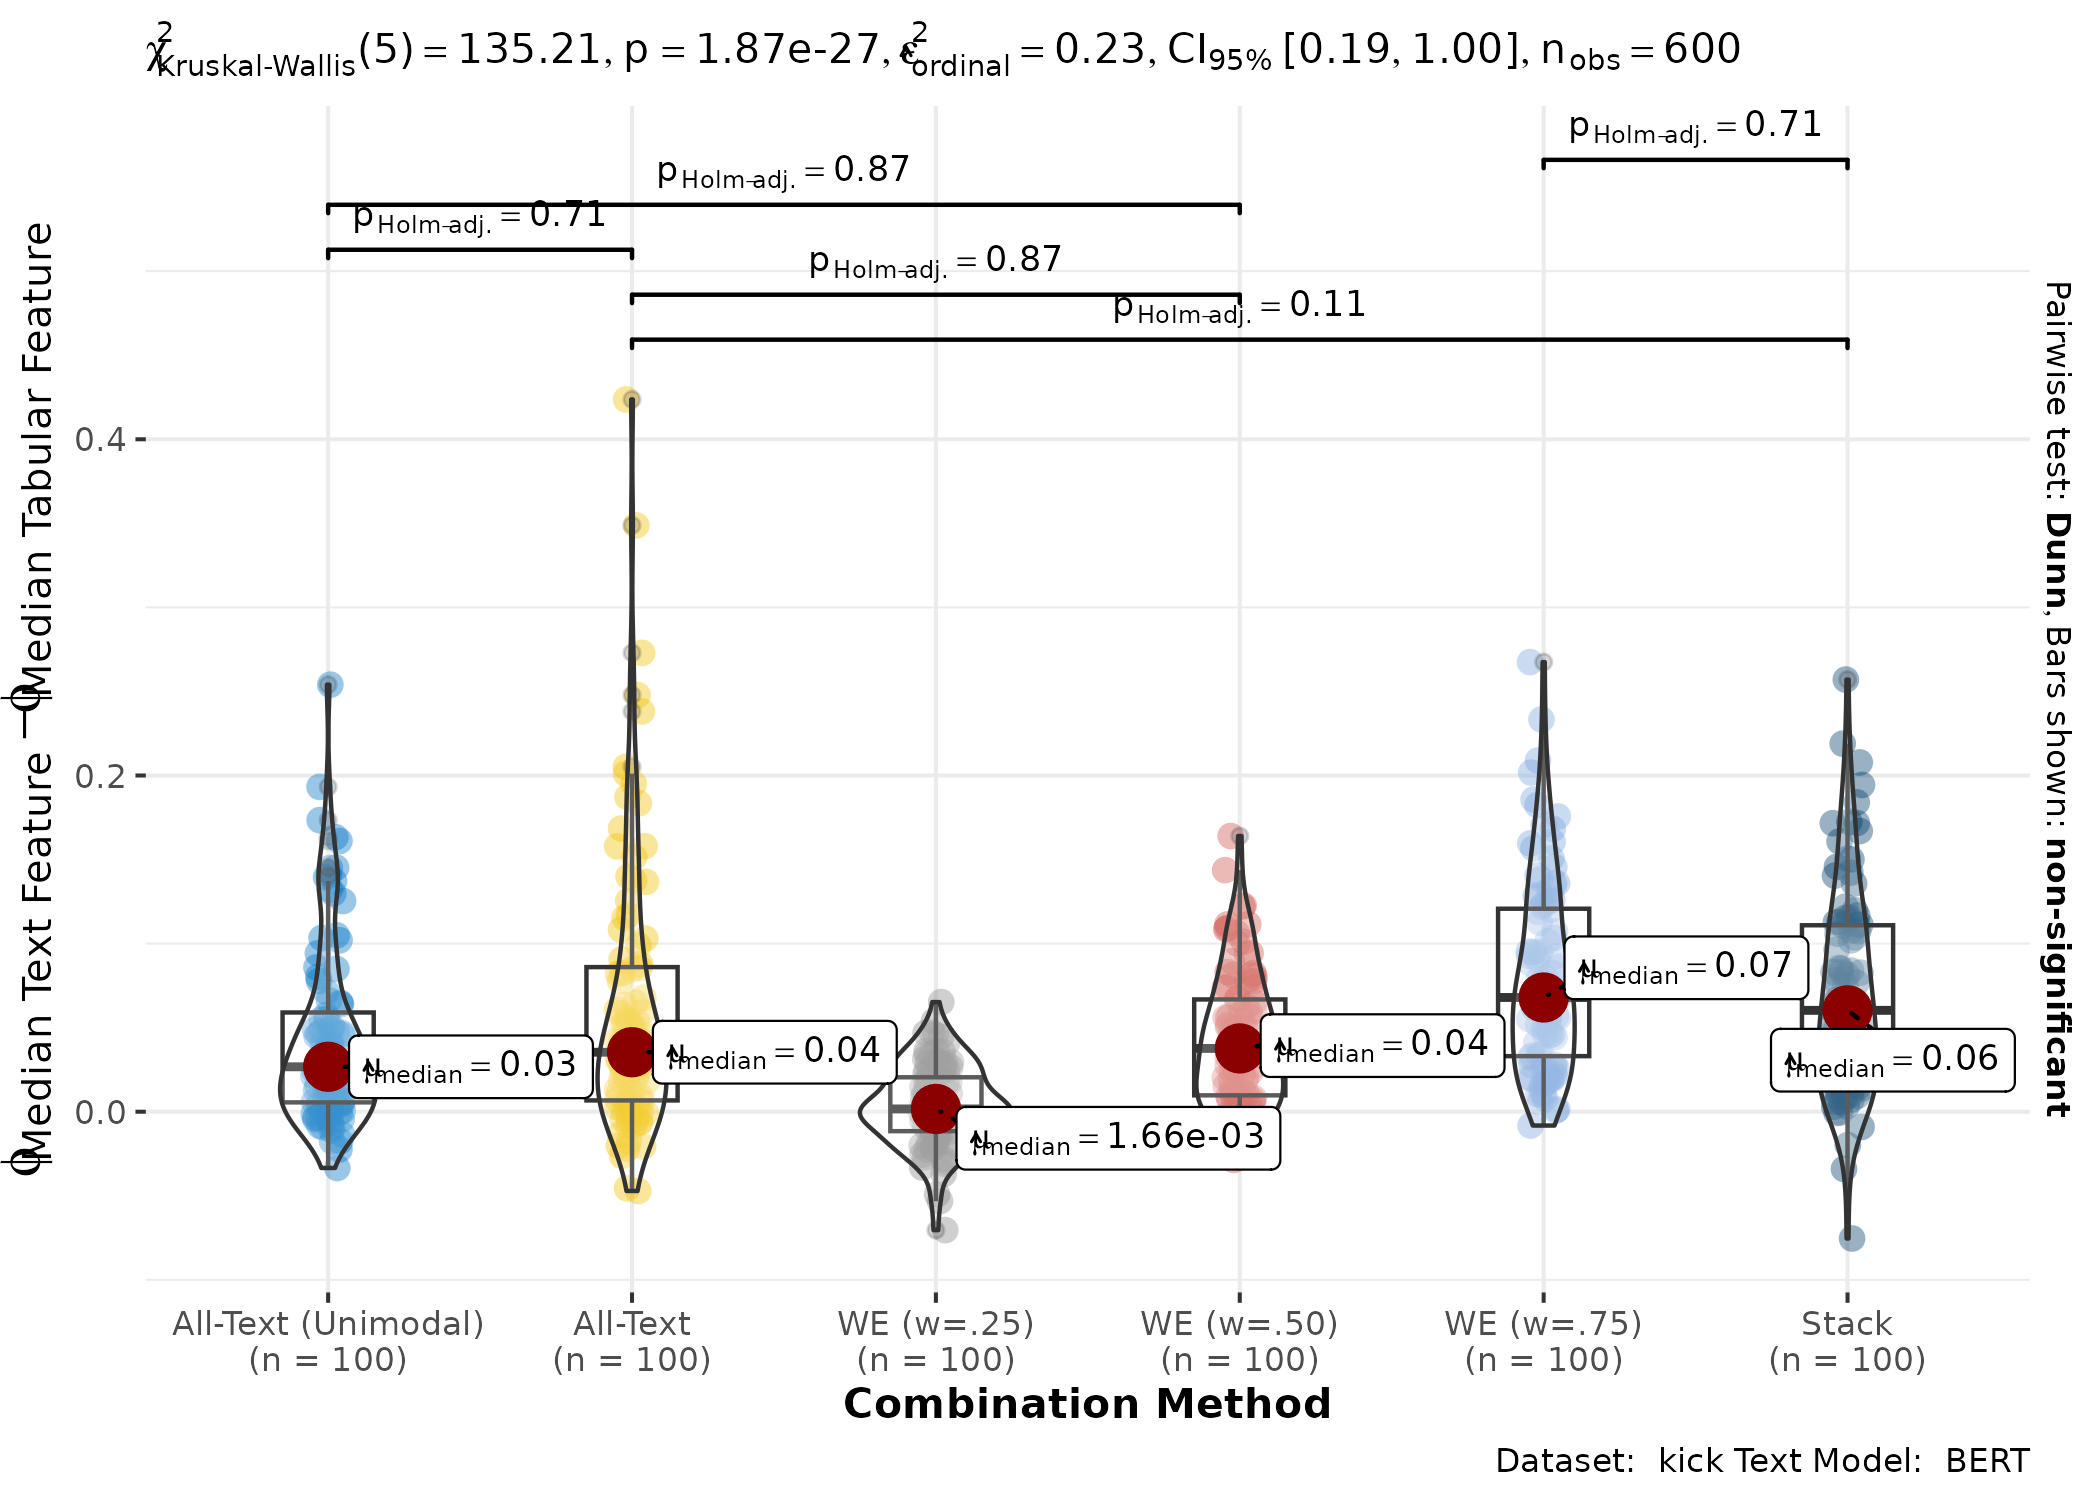 χ̂²Kruskal-Wallis(5) = 135.21, p = 1.87e-27, ε̂²ordinal = 0.23, CI95% [0.19, 1.00], nobs = 600
pHolm-adj. = 0.71
pHolm-adj. = 0.87
pHolm-adj. = 0.71
pHolm-adj. = 0.87
pHolm-adj. = 0.11
ϕMedian Text Feature − ϕMedian Tabular Feature
0.4
0.2
0.0
μ̂median = 0.03
μ̂median = 0.04
μ̂median = 1.66e-03
μ̂median = 0.04
μ̂median = 0.07
μ̂median = 0.06
Pairwise test: Dunn, Bars shown: non-significant
All-Text (Unimodal)
(n = 100)
All-Text
(n = 100)
WE (w=.25)
(n = 100)
WE (w=.50)
(n = 100)
WE (w=.75)
(n = 100)
Stack
(n = 100)
Combination Method
Dataset: kick Text Model: BERT